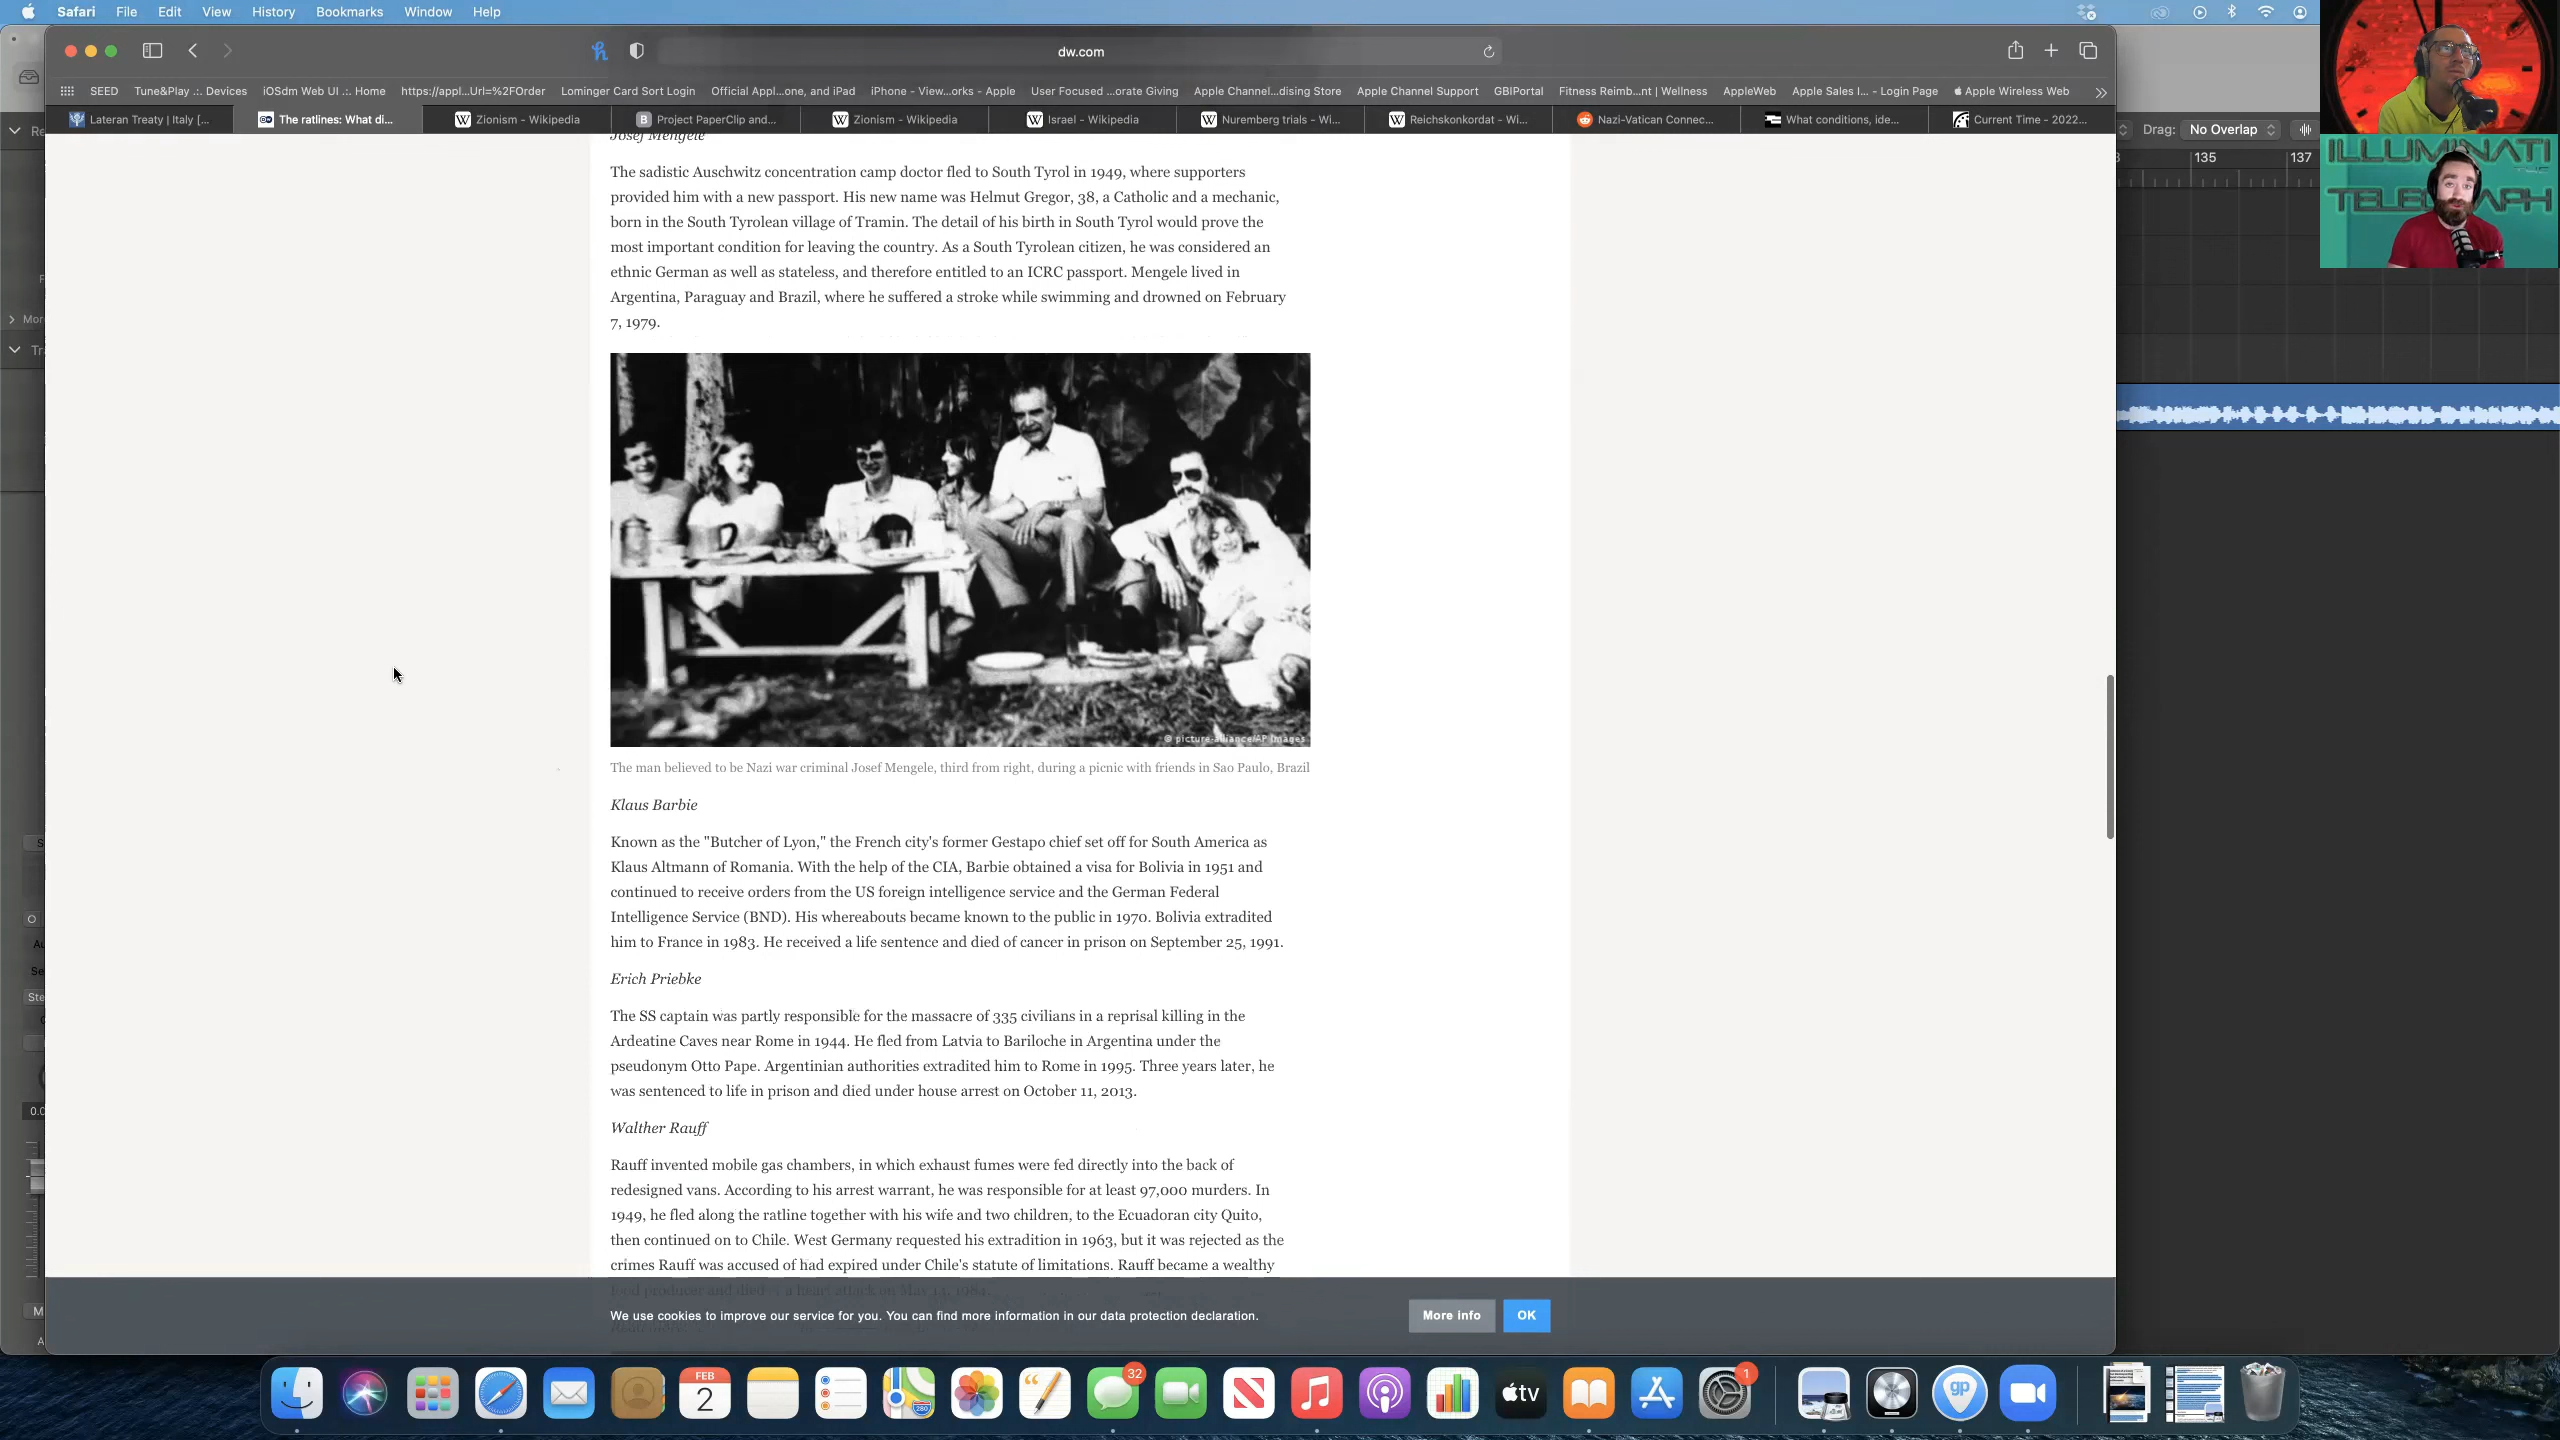 Safari File Edit View History Bookmarks Window Help
dw.com
SEED Tune&Play .:. Devices iOSdm Web UI .:. Home https://appl...Url=%2FOrder Lominger Card Sort Login Official Appl...one, and iPad iPhone - View...orks - Apple User Focused ...orate Giving Apple Channel...dising Store Apple Channel Support GBIPortal Fitness Reimb...nt | Wellness AppleWeb Apple Sales I... - Login Page Apple Wireless Web
Lateran Treaty | Italy [... The ratlines: What di... Zionism - Wikipedia Project PaperClip and... Zionism - Wikipedia Israel - Wikipedia Nuremberg trials - Wi... Reichskonkordat - Wi... Nazi-Vatican Connec... What conditions, ide... Current Time - 2022...
Drag: No Overlap
135 137
ILLUMINATI
TELEGRAPH
Josef Mengele
The sadistic Auschwitz concentration camp doctor fled to South Tyrol in 1949, where supporters
provided him with a new passport. His new name was Helmut Gregor, 38, a Catholic and a mechanic,
born in the South Tyrolean village of Tramin. The detail of his birth in South Tyrol would prove the
most important condition for leaving the country. As a South Tyrolean citizen, he was considered an
ethnic German as well as stateless, and therefore entitled to an ICRC passport. Mengele lived in
Argentina, Paraguay and Brazil, where he suffered a stroke while swimming and drowned on February
7, 1979.
© picture-alliance/AP Images
The man believed to be Nazi war criminal Josef Mengele, third from right, during a picnic with friends in Sao Paulo, Brazil
Klaus Barbie
Known as the "Butcher of Lyon," the French city's former Gestapo chief set off for South America as
Klaus Altmann of Romania. With the help of the CIA, Barbie obtained a visa for Bolivia in 1951 and
continued to receive orders from the US foreign intelligence service and the German Federal
Intelligence Service (BND). His whereabouts became known to the public in 1970. Bolivia extradited
him to France in 1983. He received a life sentence and died of cancer in prison on September 25, 1991.
Erich Priebke
The SS captain was partly responsible for the massacre of 335 civilians in a reprisal killing in the
Ardeatine Caves near Rome in 1944. He fled from Latvia to Bariloche in Argentina under the
pseudonym Otto Pape. Argentinian authorities extradited him to Rome in 1995. Three years later, he
was sentenced to life in prison and died under house arrest on October 11, 2013.
Walther Rauff
Rauff invented mobile gas chambers, in which exhaust fumes were fed directly into the back of
redesigned vans. According to his arrest warrant, he was responsible for at least 97,000 murders. In
1949, he fled along the ratline together with his wife and two children, to the Ecuadoran city Quito,
then continued on to Chile. West Germany requested his extradition in 1963, but it was rejected as the
crimes Rauff was accused of had expired under Chile's statute of limitations. Rauff became a wealthy
food producer and died of a heart attack on May 14, 1984.
We use cookies to improve our service for you. You can find more information in our data protection declaration.
More info OK
FEB
2
32
280
tv
1
gp